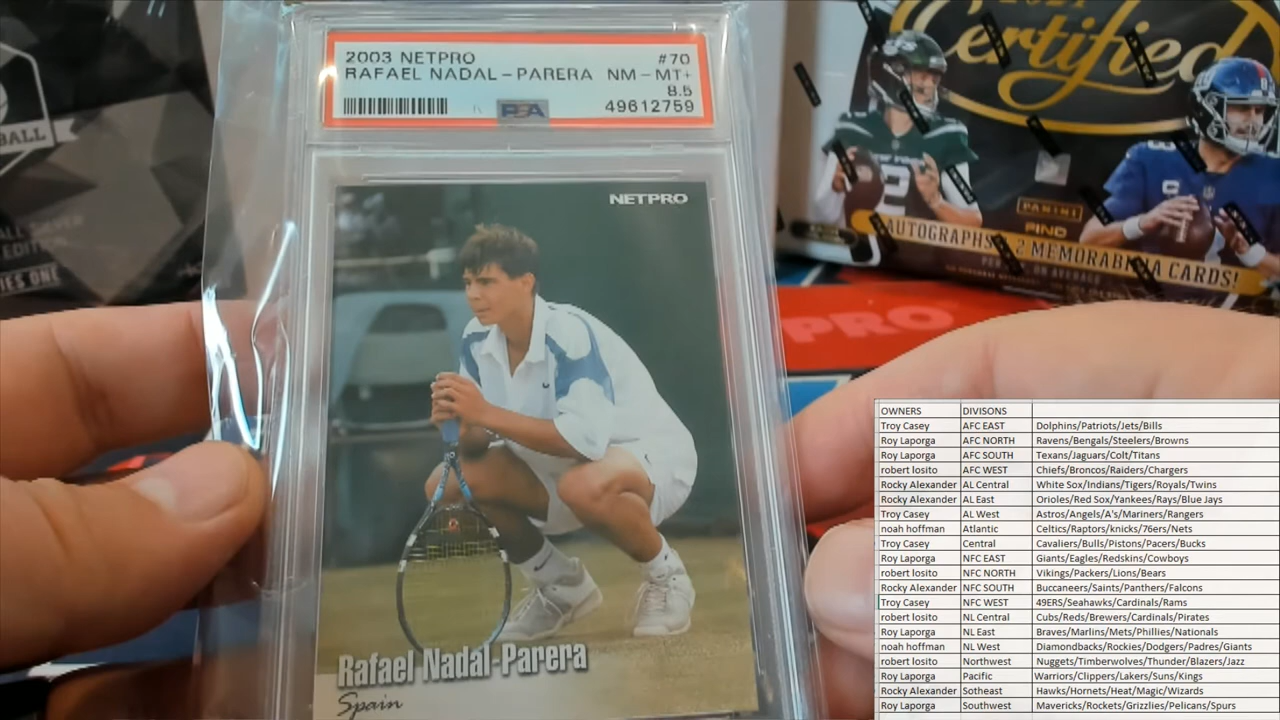 2003 NETPRO #70
RAFAEL NADAL-PARERA NM-MT+
8.5
PSA 49612759
NETPRO
Rafael Nadal-Parera
Spain
BALL
EDITION
IES ONE
2021
Certified
PANINI
FIND
AUTOGRAPHS 2 MEMORABILIA CARDS!
PRO
OWNERS DIVISONS
Troy Casey AFC EAST Dolphins/Patriots/Jets/Bills
Roy Laporga AFC NORTH Ravens/Bengals/Steelers/Browns
Roy Laporga AFC SOUTH Texans/Jaguars/Colt/Titans
robert losito AFC WEST Chiefs/Broncos/Raiders/Chargers
Rocky Alexander AL Central White Sox/Indians/Tigers/Royals/Twins
Rocky Alexander AL East Orioles/Red Sox/Yankees/Rays/Blue Jays
Troy Casey AL West Astros/Angels/A's/Mariners/Rangers
noah hoffman Atlantic Celtics/Raptors/knicks/76ers/Nets
Troy Casey Central Cavaliers/Bulls/Pistons/Pacers/Bucks
Roy Laporga NFC EAST Giants/Eagles/Redskins/Cowboys
robert losito NFC NORTH Vikings/Packers/Lions/Bears
Rocky Alexander NFC SOUTH Buccaneers/Saints/Panthers/Falcons
Troy Casey NFC WEST 49ERS/Seahawks/Cardinals/Rams
robert losito NL Central Cubs/Reds/Brewers/Cardinals/Pirates
Roy Laporga NL East Braves/Marlins/Mets/Phillies/Nationals
noah hoffman NL West Diamondbacks/Rockies/Dodgers/Padres/Giants
robert losito Northwest Nuggets/Timberwolves/Thunder/Blazers/Jazz
Roy Laporga Pacific Warriors/Clippers/Lakers/Suns/Kings
Rocky Alexander Sotheast Hawks/Hornets/Heat/Magic/Wizards
Roy Laporga Southwest Mavericks/Rockets/Grizzlies/Pelicans/Spurs